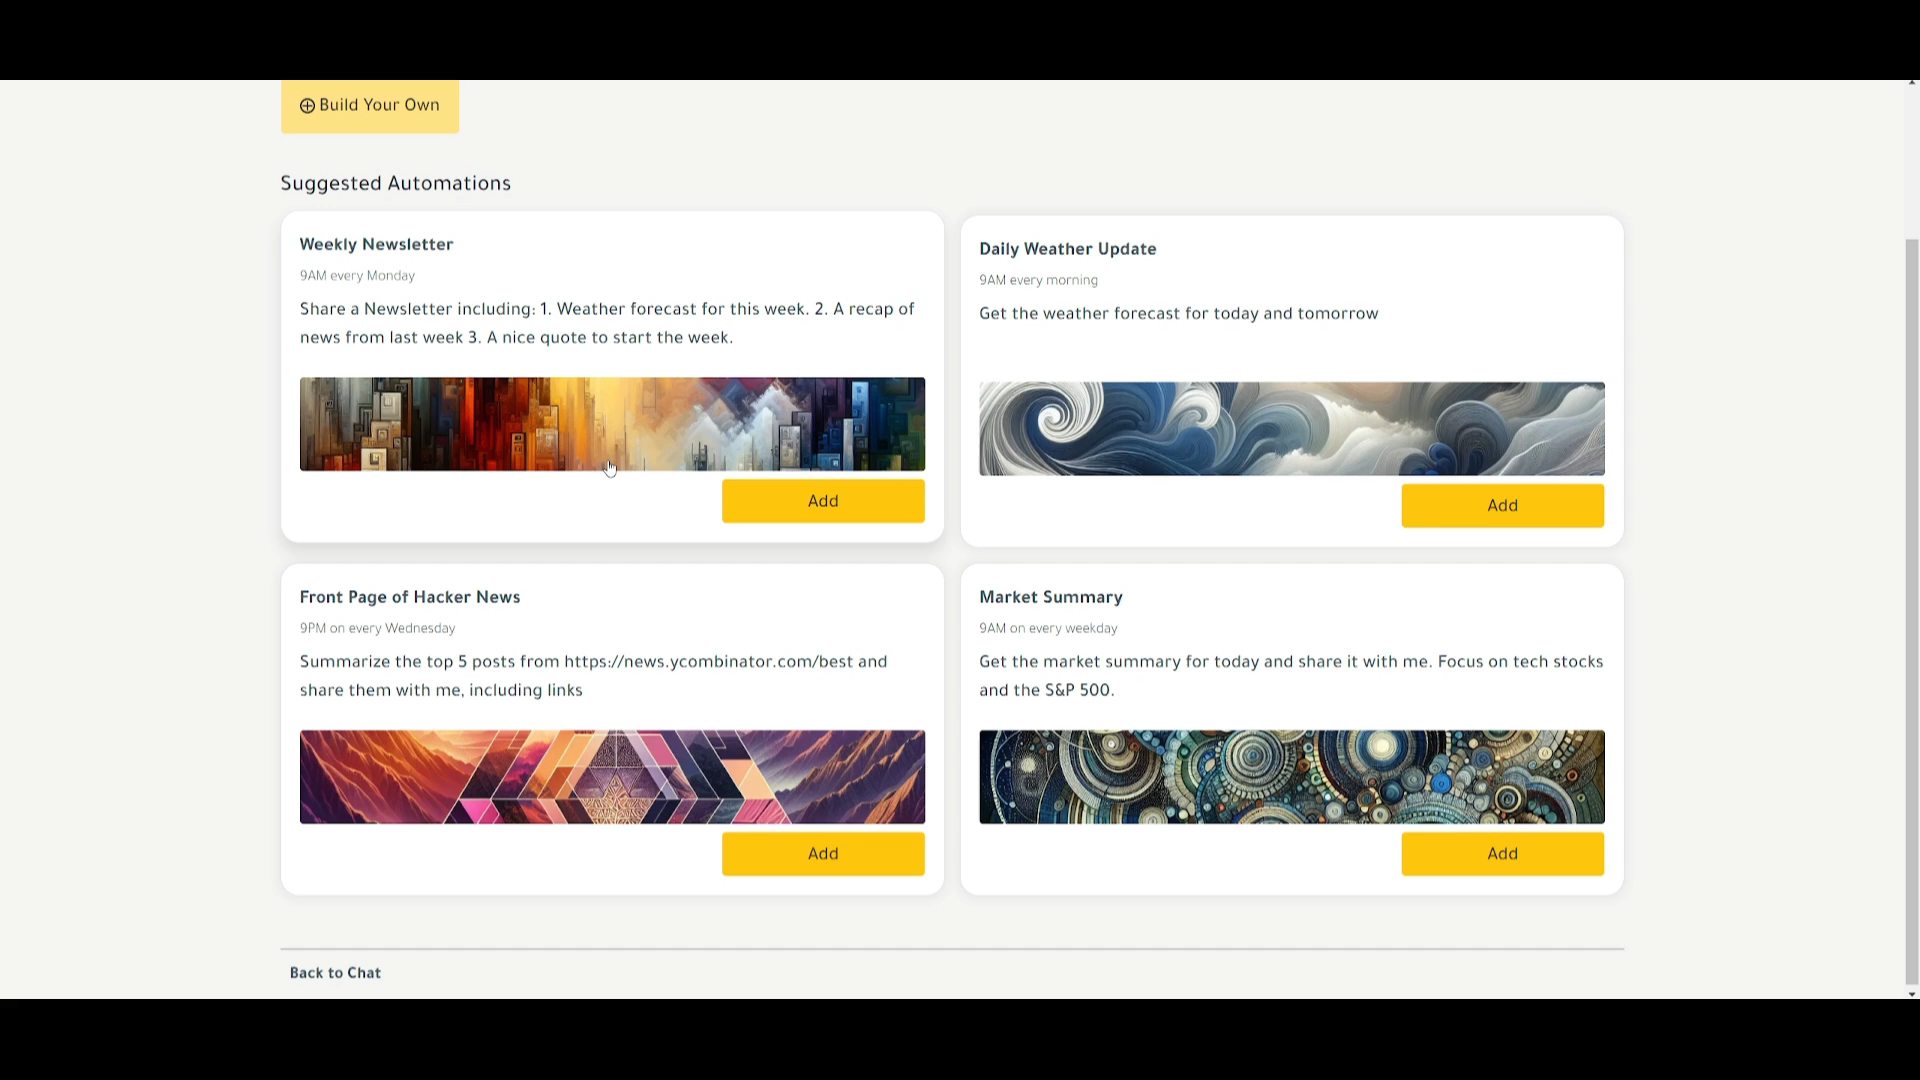 Build Your Own
Suggested Automations
Weekly Newsletter
9AM every Monday
Share a Newsletter including: 1. Weather forecast for this week. 2. A recap of
news from last week 3. A nice quote to start the week.
Add
Daily Weather Update
9AM every morning
Get the weather forecast for today and tomorrow
Add
Front Page of Hacker News
9PM on every Wednesday
Summarize the top 5 posts from https://news.ycombinator.com/best and
share them with me, including links
Add
Market Summary
9AM on every weekday
Get the market summary for today and share it with me. Focus on tech stocks
and the S&P 500.
Add
Back to Chat